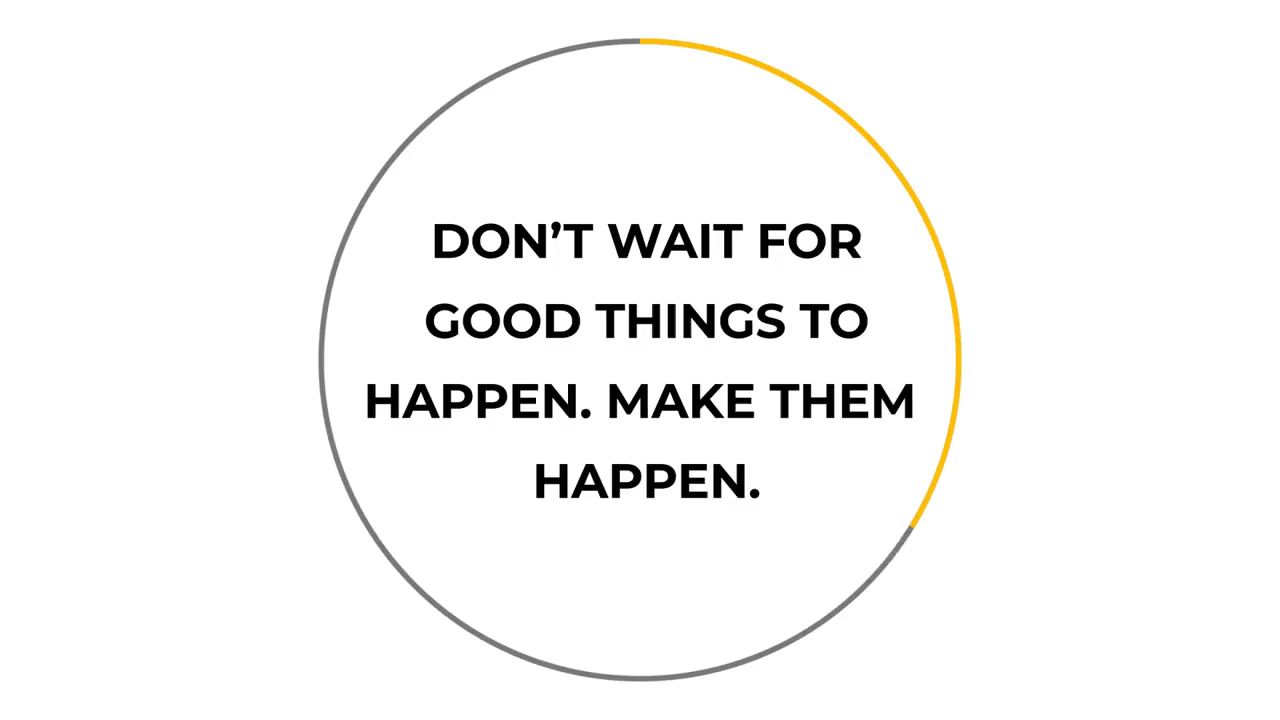 DON’T WAIT FOR
GOOD THINGS TO
HAPPEN. MAKE THEM
HAPPEN.